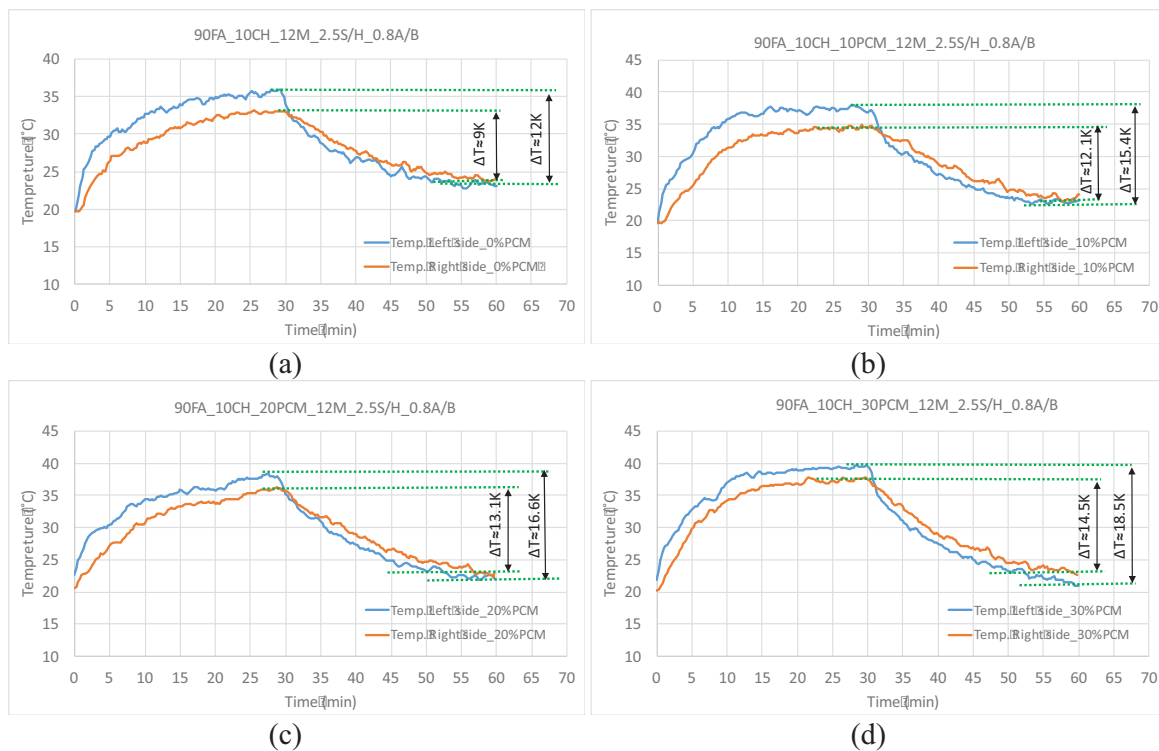 90FA_10CH_12M_2.5S/H_0.8A/B
40
35
30
25
20
15
10
0 5 10 15 20 25 30 35 40 45 50 55 60 65 70
Tempreture (°C)
Time (min)
ΔT≈9K
ΔT≈12K
Temp. Left side_0%PCM
Temp. Right side_0%PCM
(a)
90FA_10CH_10PCM_12M_2.5S/H_0.8A/B
45
40
35
30
25
20
15
10
0 5 10 15 20 25 30 35 40 45 50 55 60 65 70
Tempreture (°C)
Time (min)
ΔT≈12.1K
ΔT≈15.4K
Temp. Left side_10%PCM
Temp. Right side_10%PCM
(b)
90FA_10CH_20PCM_12M_2.5S/H_0.8A/B
45
40
35
30
25
20
15
10
0 5 10 15 20 25 30 35 40 45 50 55 60 65 70
Tempreture (°C)
Time (min)
ΔT≈13.1K
ΔT≈16.6K
Temp. Left side_20%PCM
Temp. Right side_20%PCM
(c)
90FA_10CH_30PCM_12M_2.5S/H_0.8A/B
45
40
35
30
25
20
15
10
0 5 10 15 20 25 30 35 40 45 50 55 60 65 70
Tempreture (°C)
Time (min)
ΔT≈14.5K
ΔT≈18.5K
Temp. Left side_30%PCM
Temp. Right side_30%PCM
(d)